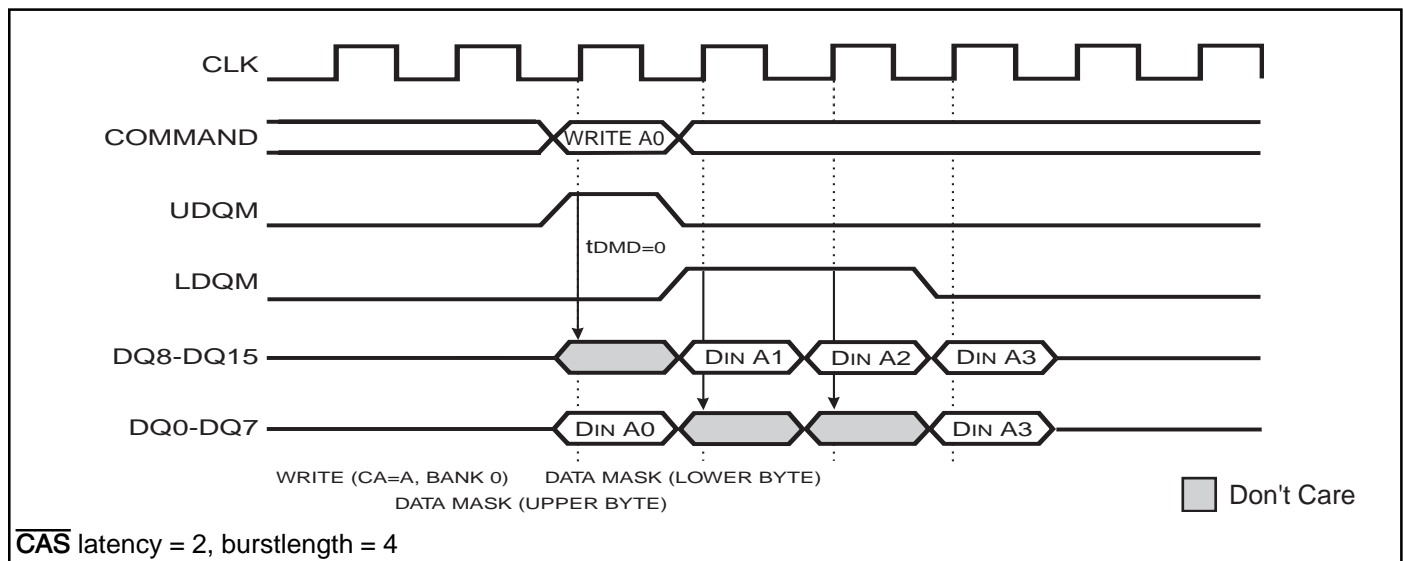 CLK
COMMAND WRITE A0
UDQM
tDMD=0
LDQM
DQ8-DQ15 DIN A1 DIN A2 DIN A3
DQ0-DQ7 DIN A0 DIN A3
WRITE (CA=A, BANK 0) DATA MASK (LOWER BYTE)
DATA MASK (UPPER BYTE)
Don't Care
CAS latency = 2, burstlength = 4